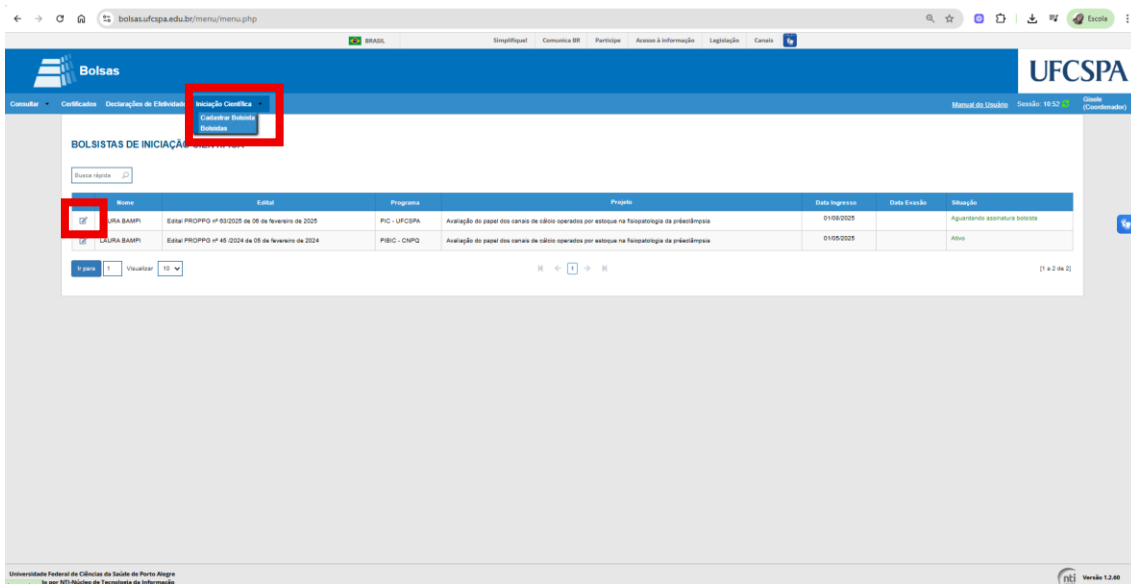 bolsas.ufcspa.edu.br/menu/menu.php
Escola
BRASIL Simplifique! Comunica BR Participe Acesso à informação Legislação Canais
Bolsas
UFCSPA
Consultar Certificados Declarações de Efetividade Iniciação Científica Manual do Usuário Sessão: 10:52 Gisele (Coordenador)
Cadastrar Bolsista
Bolsistas
BOLSISTAS DE INICIAÇÃO CIENTÍFICA
Busca rápida
Nome Edital Programa Projeto Data Ingresso Data Evasão Situação
LAURA BAMPI Edital PROPPG nº 63/2025 de 06 de fevereiro de 2025 PIC - UFCSPA Avaliação do papel dos canais de cálcio operados por estoque na fisiopatologia da préeclâmpsia 01/08/2025 Aguardando assinatura bolsista
LAURA BAMPI Edital PROPPG nº 45 /2024 de 05 de fevereiro de 2024 PIBIC - CNPQ Avaliação do papel dos canais de cálcio operados por estoque na fisiopatologia da préeclâmpsia 01/05/2025 Ativo
Ir para 1 Visualizar 10 1 [1 a 2 de 2]
Universidade Federal de Ciências da Saúde de Porto Alegre
por NTI-Núcleo de Tecnologia da Informação
nti Versão 1.2.60